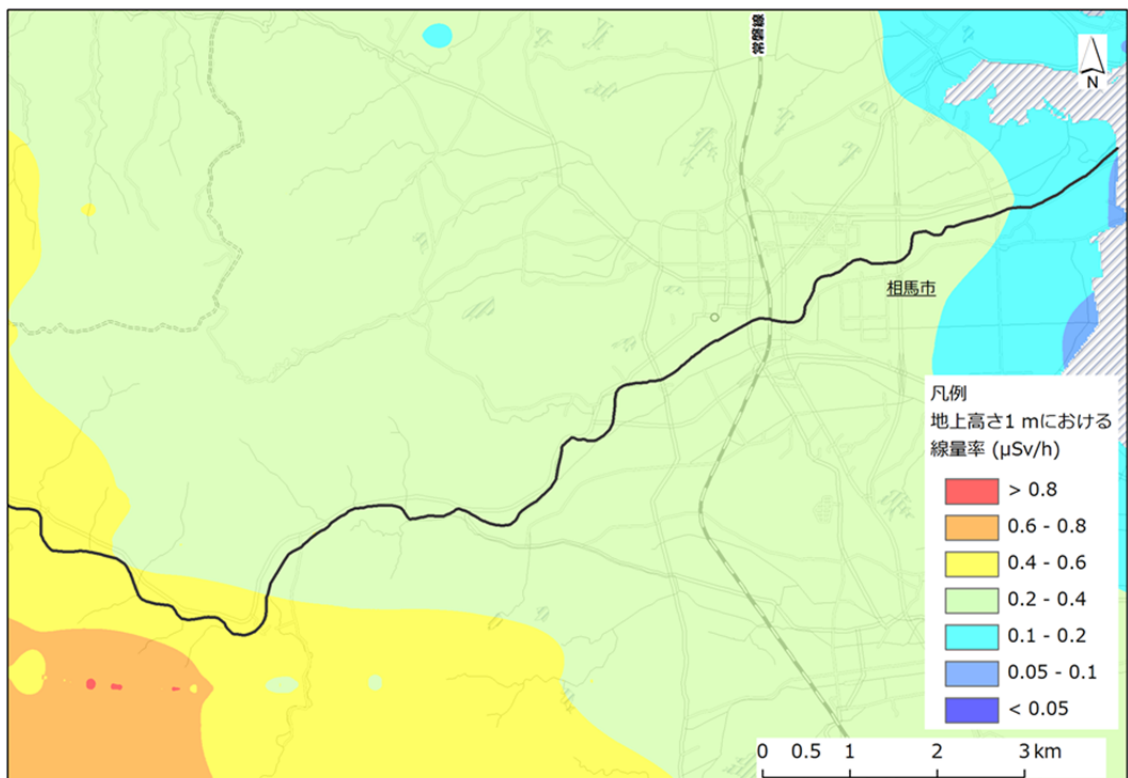 常磐線
N
相馬市
凡例
地上高さ1 mにおける
線量率 (μSv/h)
> 0.8
0.6 - 0.8
0.4 - 0.6
0.2 - 0.4
0.1 - 0.2
0.05 - 0.1
< 0.05
0 0.5 1 2 3 km